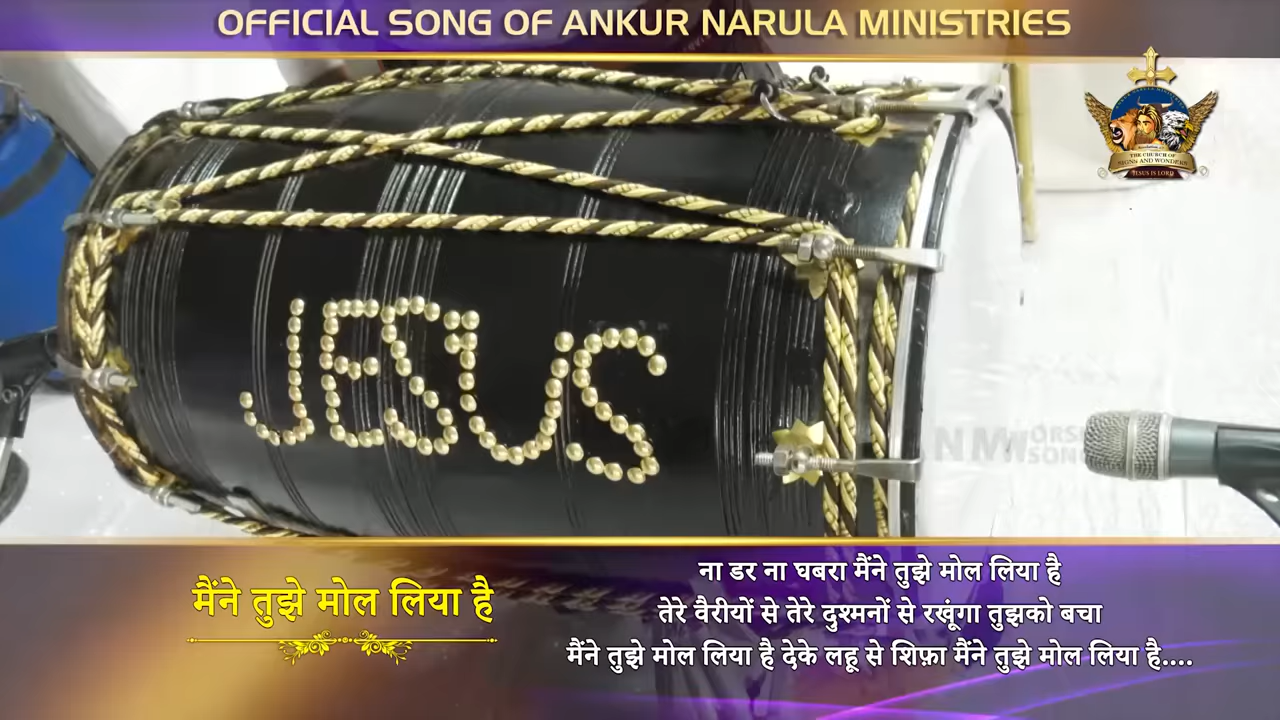 OFFICIAL SONG OF ANKUR NARULA MINISTRIES
THE CHURCH OF
SIGNS AND WONDERS
JESUS IS LORD
JESUS
मैंने तुझे मोल लिया है
ना डर ना घबरा मैंने तुझे मोल लिया है
तेरे वैरीयों से तेरे दुश्मनों से रखूंगा तुझको बचा
मैंने तुझे मोल लिया है देके लहू से शिफ़ा मैंने तुझे मोल लिया है....